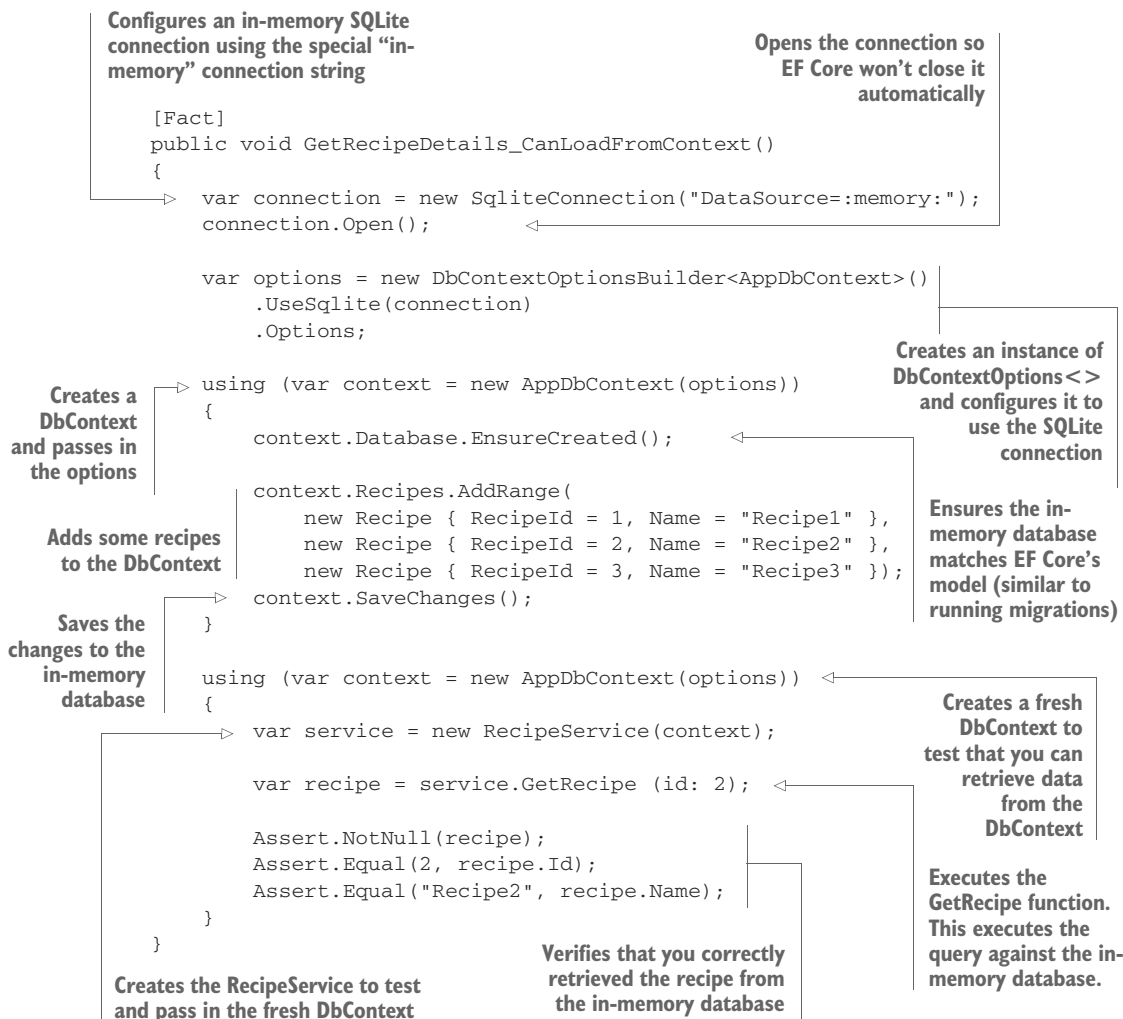 Configures an in-memory SQLite
connection using the special “in-
memory” connection string
Opens the connection so
EF Core won’t close it
automatically
[Fact]
public void GetRecipeDetails_CanLoadFromContext()
{
var connection = new SqliteConnection("DataSource=:memory:");
connection.Open();
var options = new DbContextOptionsBuilder<AppDbContext>()
.UseSqlite(connection)
.Options;
Creates an instance of
DbContextOptions<>
and configures it to
use the SQLite
connection
Creates a
DbContext
and passes in
the options
using (var context = new AppDbContext(options))
{
context.Database.EnsureCreated();
Ensures the in-
memory database
matches EF Core’s
model (similar to
running migrations)
Adds some recipes
to the DbContext
context.Recipes.AddRange(
new Recipe { RecipeId = 1, Name = "Recipe1" },
new Recipe { RecipeId = 2, Name = "Recipe2" },
new Recipe { RecipeId = 3, Name = "Recipe3" });
context.SaveChanges();
}
Saves the
changes to the
in-memory
database
using (var context = new AppDbContext(options))
{
Creates a fresh
DbContext to
test that you can
retrieve data
from the
DbContext
var service = new RecipeService(context);
var recipe = service.GetRecipe (id: 2);
Executes the
GetRecipe function.
This executes the
query against the in-
memory database.
Assert.NotNull(recipe);
Assert.Equal(2, recipe.Id);
Assert.Equal("Recipe2", recipe.Name);
}
}
Verifies that you correctly
retrieved the recipe from
the in-memory database
Creates the RecipeService to test
and pass in the fresh DbContext